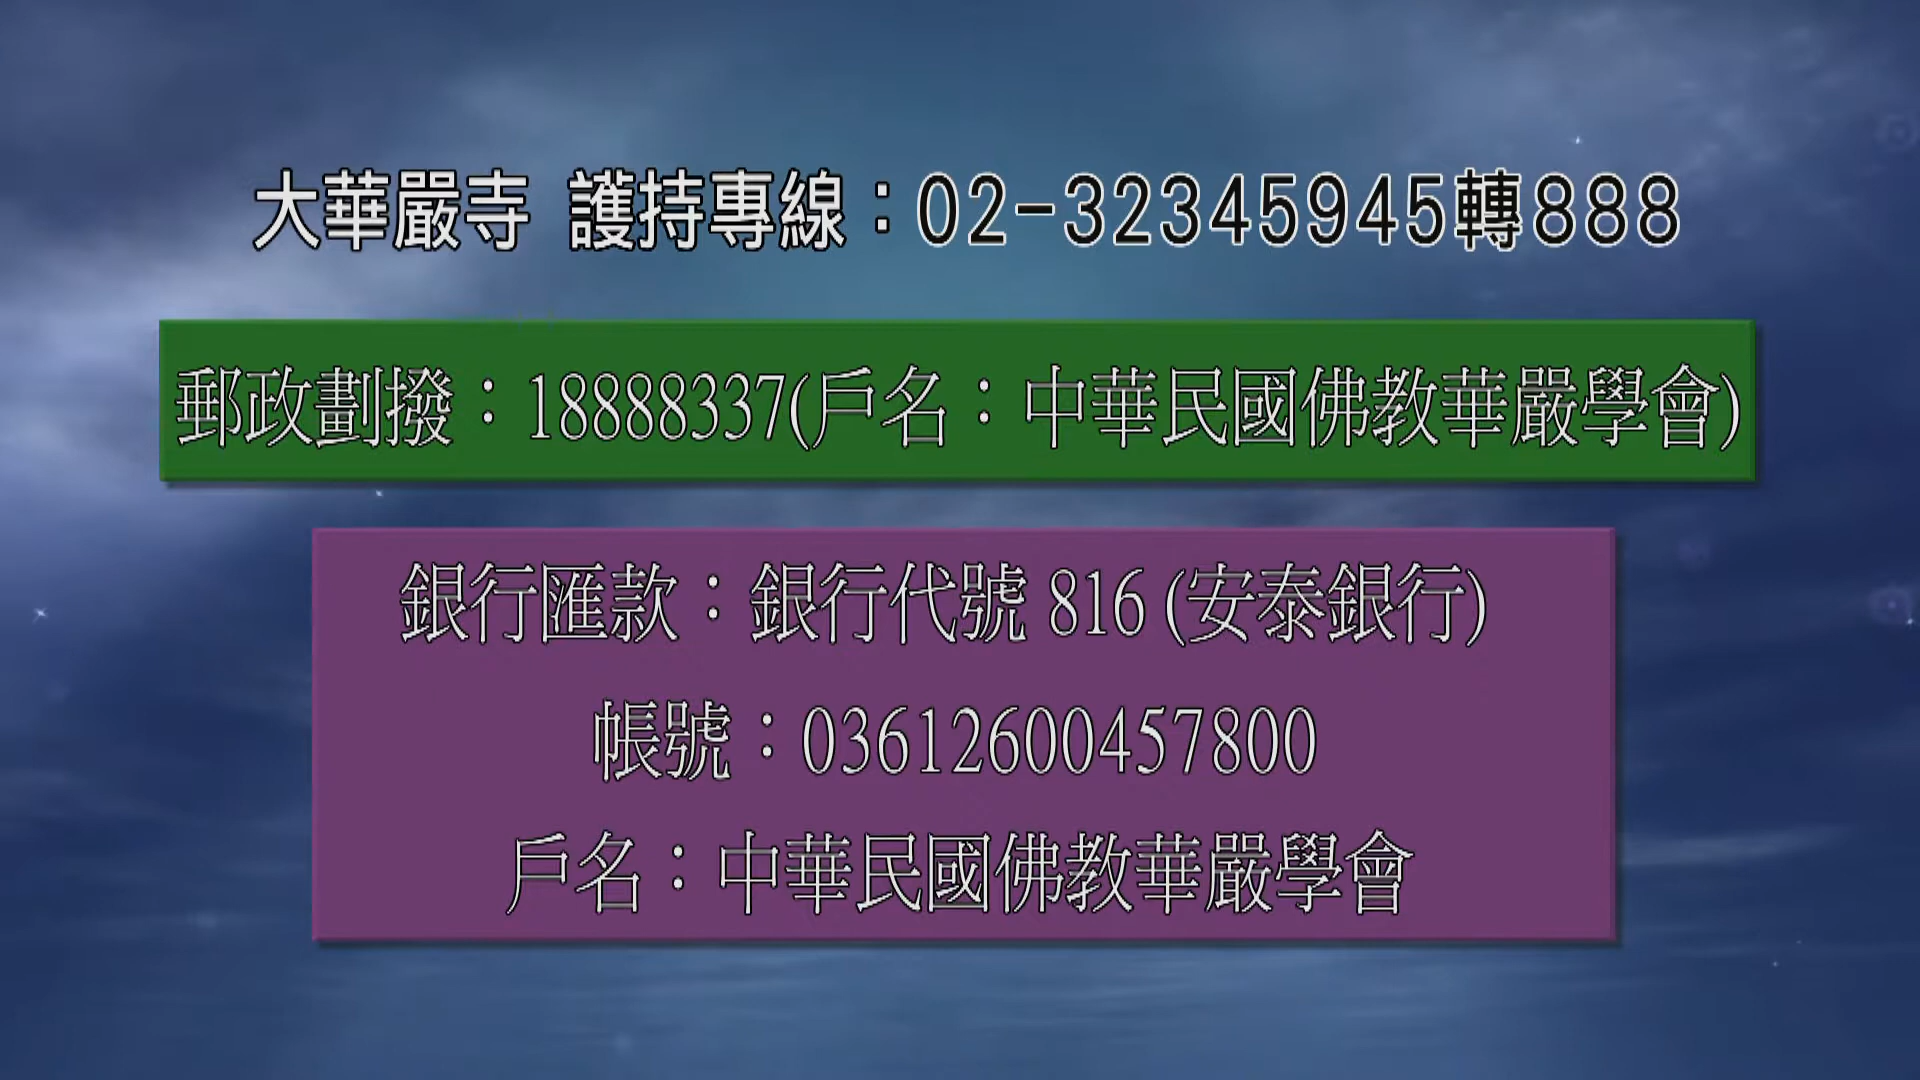 大華嚴寺 護持專線：02-32345945轉888
郵政劃撥：18888337(戶名：中華民國佛教華嚴學會)
銀行匯款：銀行代號 816 (安泰銀行)
帳號：03612600457800
戶名：中華民國佛教華嚴學會